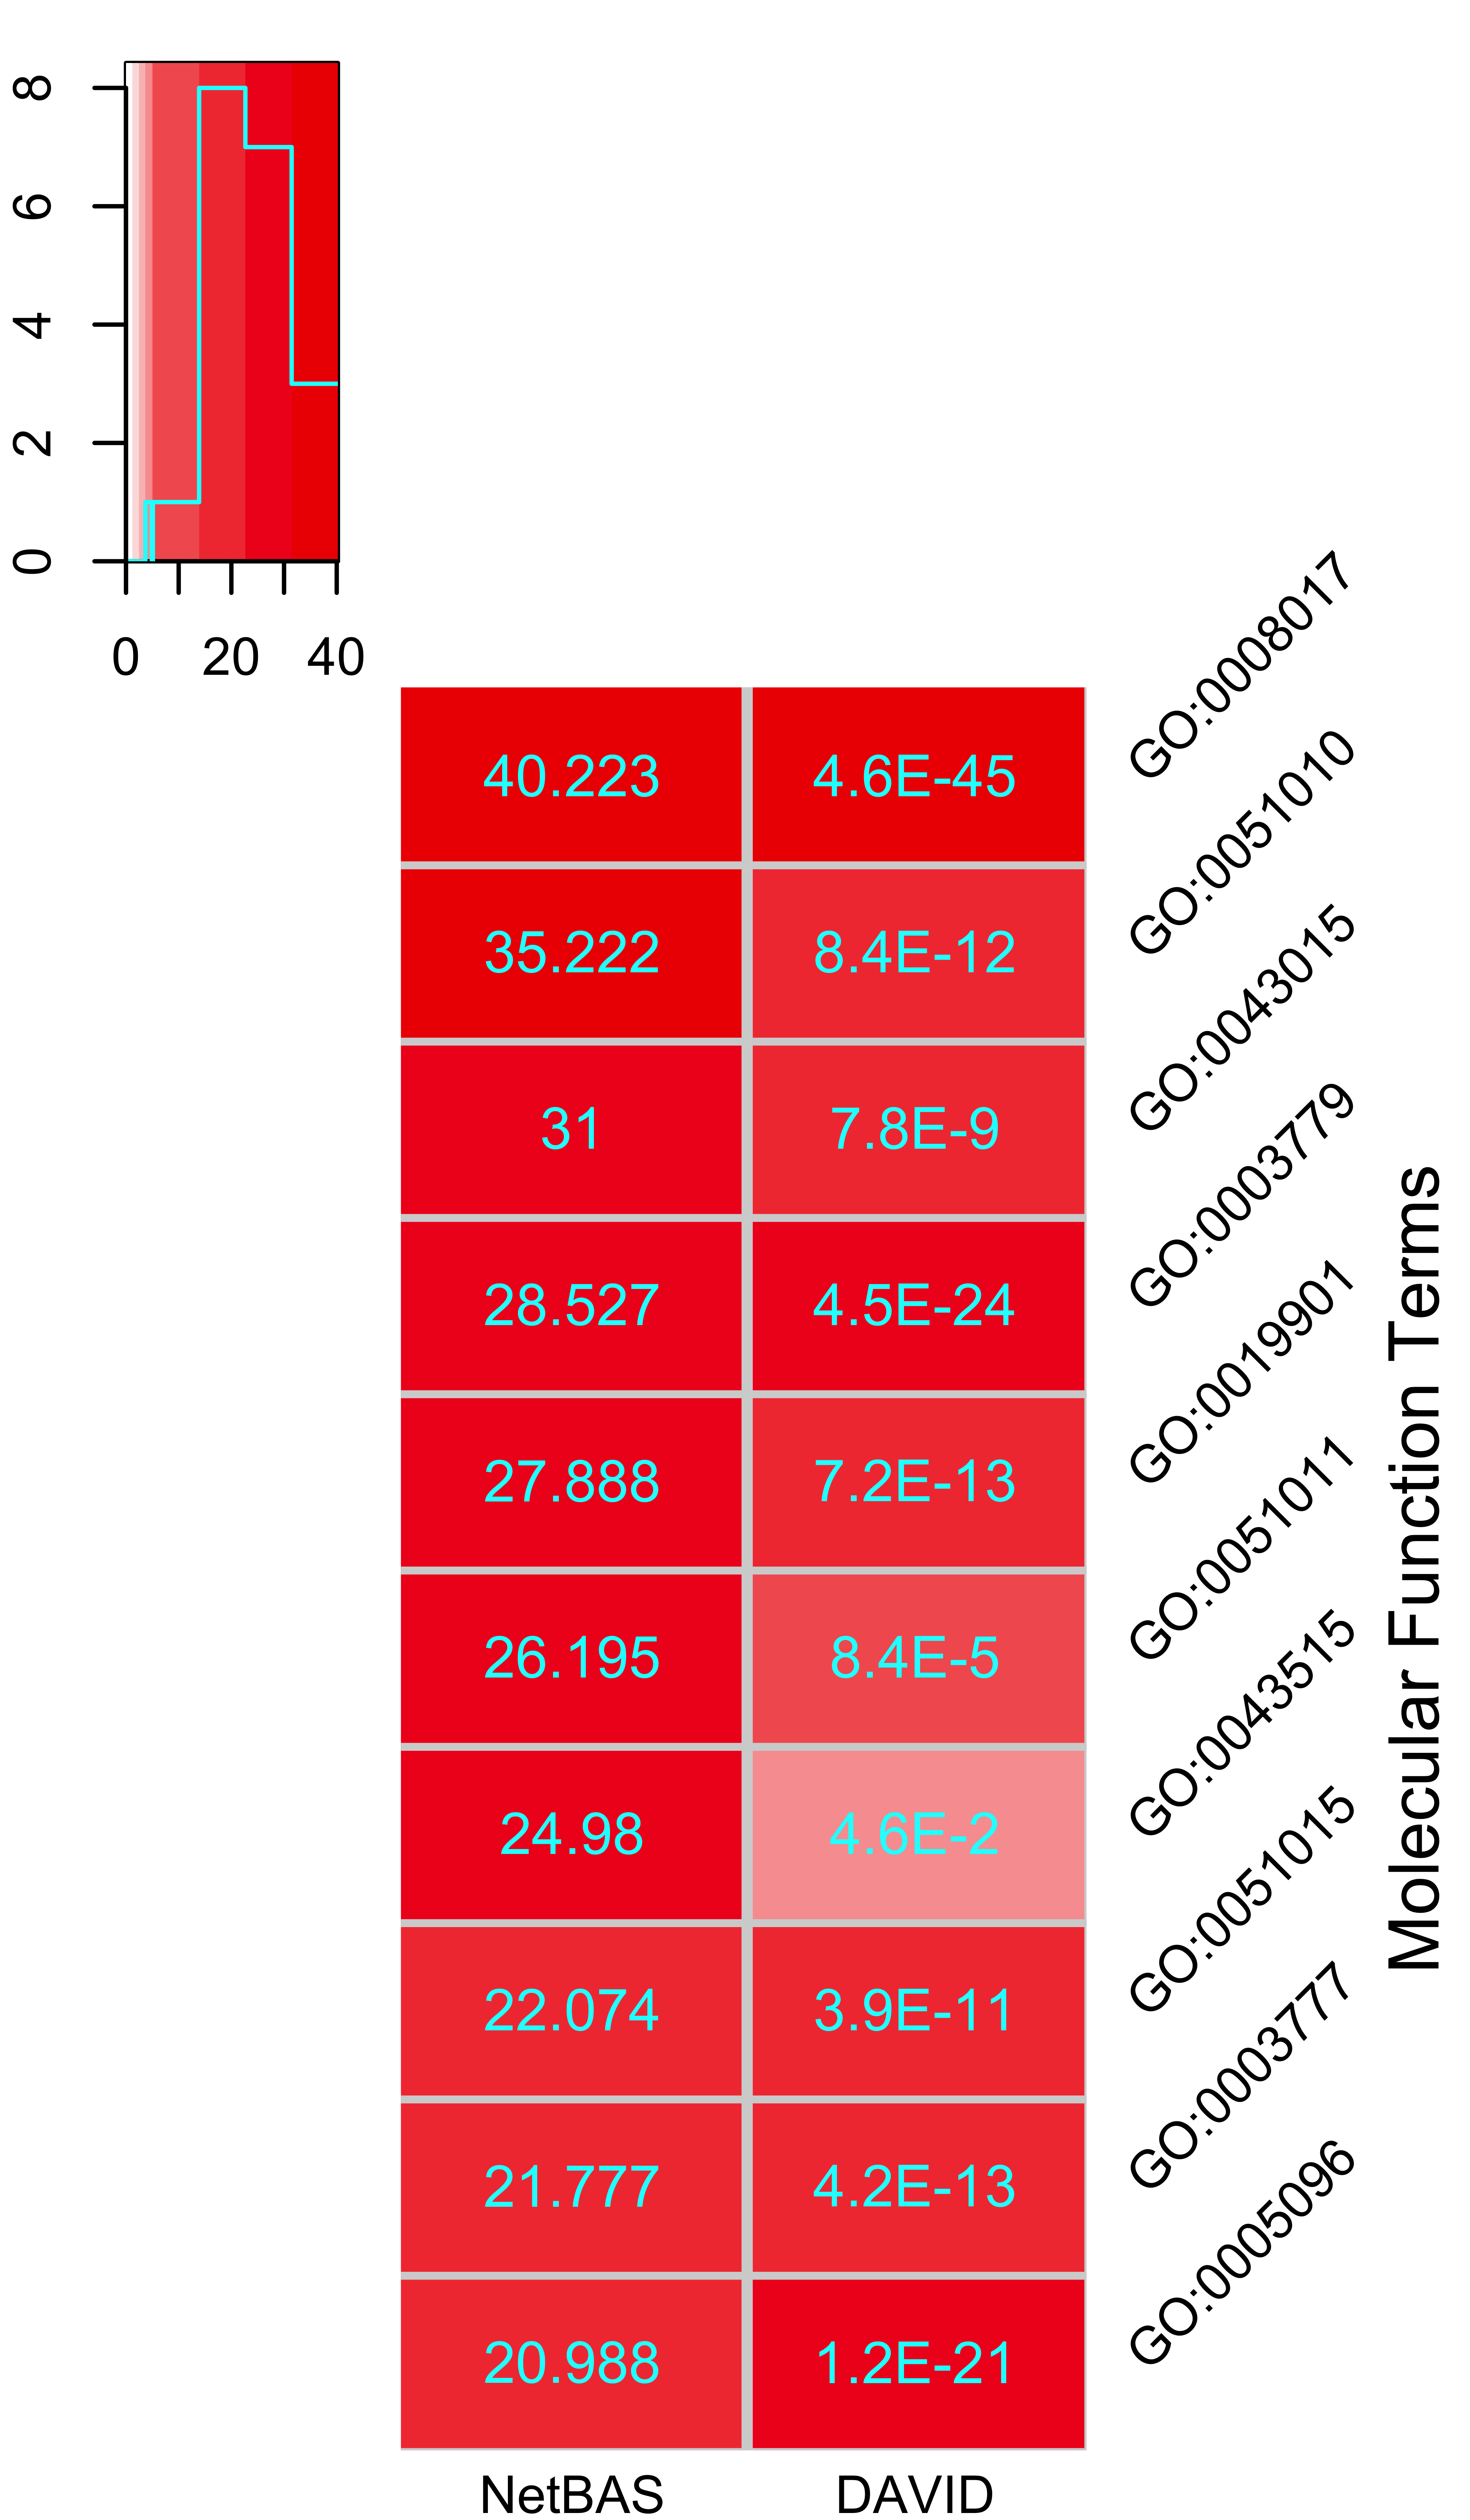 8
6
4
2
0
0 20 40
40.223 4.6E-45 GO:0008017
35.222 8.4E-12 GO:0051010
31 7.8E-9 GO:0043015
28.527 4.5E-24 GO:0003779
27.888 7.2E-13 GO:0019901
26.195 8.4E-5 GO:0051011
24.98 4.6E-2 GO:0043515
22.074 3.9E-11 GO:0051015
21.777 4.2E-13 GO:0003777
20.988 1.2E-21 GO:0005096
Molecular Function Terms
NetBAS DAVID